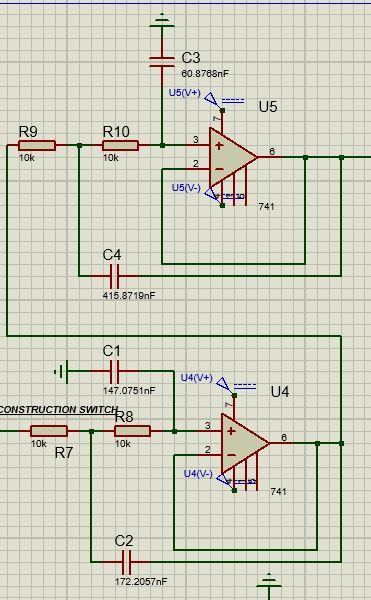 C3
60.8768nF
U5(V+)
U5
R9
R10
7
3
6
10k
10k
2
U5(V-)
741
C4
415.8719nF
C1
147.0751nF
U4(V+)
U4
CONSTRUCTION SWITCH
R8
7
3
6
10k
R7
10k
2
U4(V-)
741
C2
172.2057nF